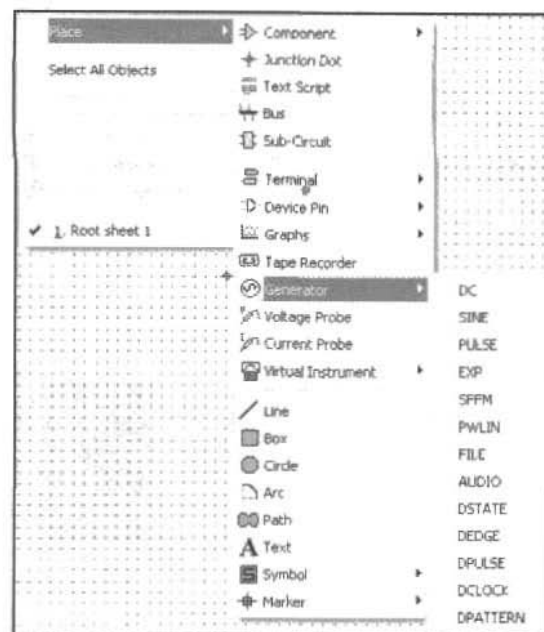 Place
Select All Objects
✔ 1. Root sheet 1
Component
Junction Dot
Text Script
Bus
Sub-Circuit
Terminal
Device Pin
Graphs
Tape Recorder
Generator
Voltage Probe
Current Probe
Virtual Instrument
Line
Box
Circle
Arc
Path
Text
Symbol
Marker
DC
SINE
PULSE
EXP
SFFM
PWLIN
FILE
AUDIO
DSTATE
DEDGE
DPULSE
DCLOCK
DPATTERN